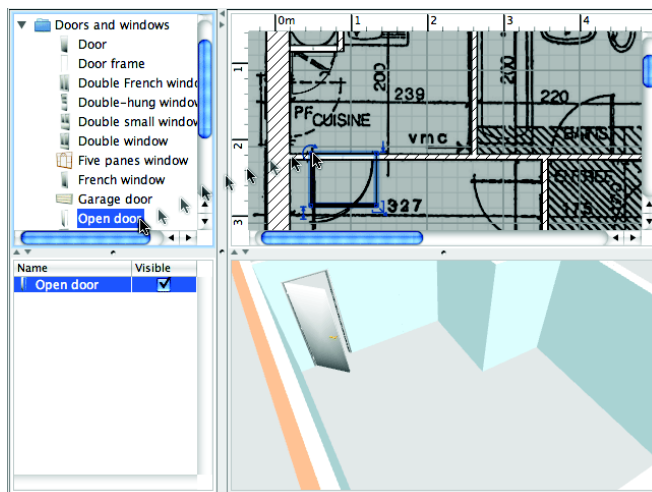 Doors and windows
Door
Door frame
Double French windo
Double-hung window
Double small window
Double window
Five panes window
French window
Garage door
Open door
Name Visible
Open door
0m 1 2 3 4
1
2
3
200
200
239
220
PF
CUISINE
vmc
327